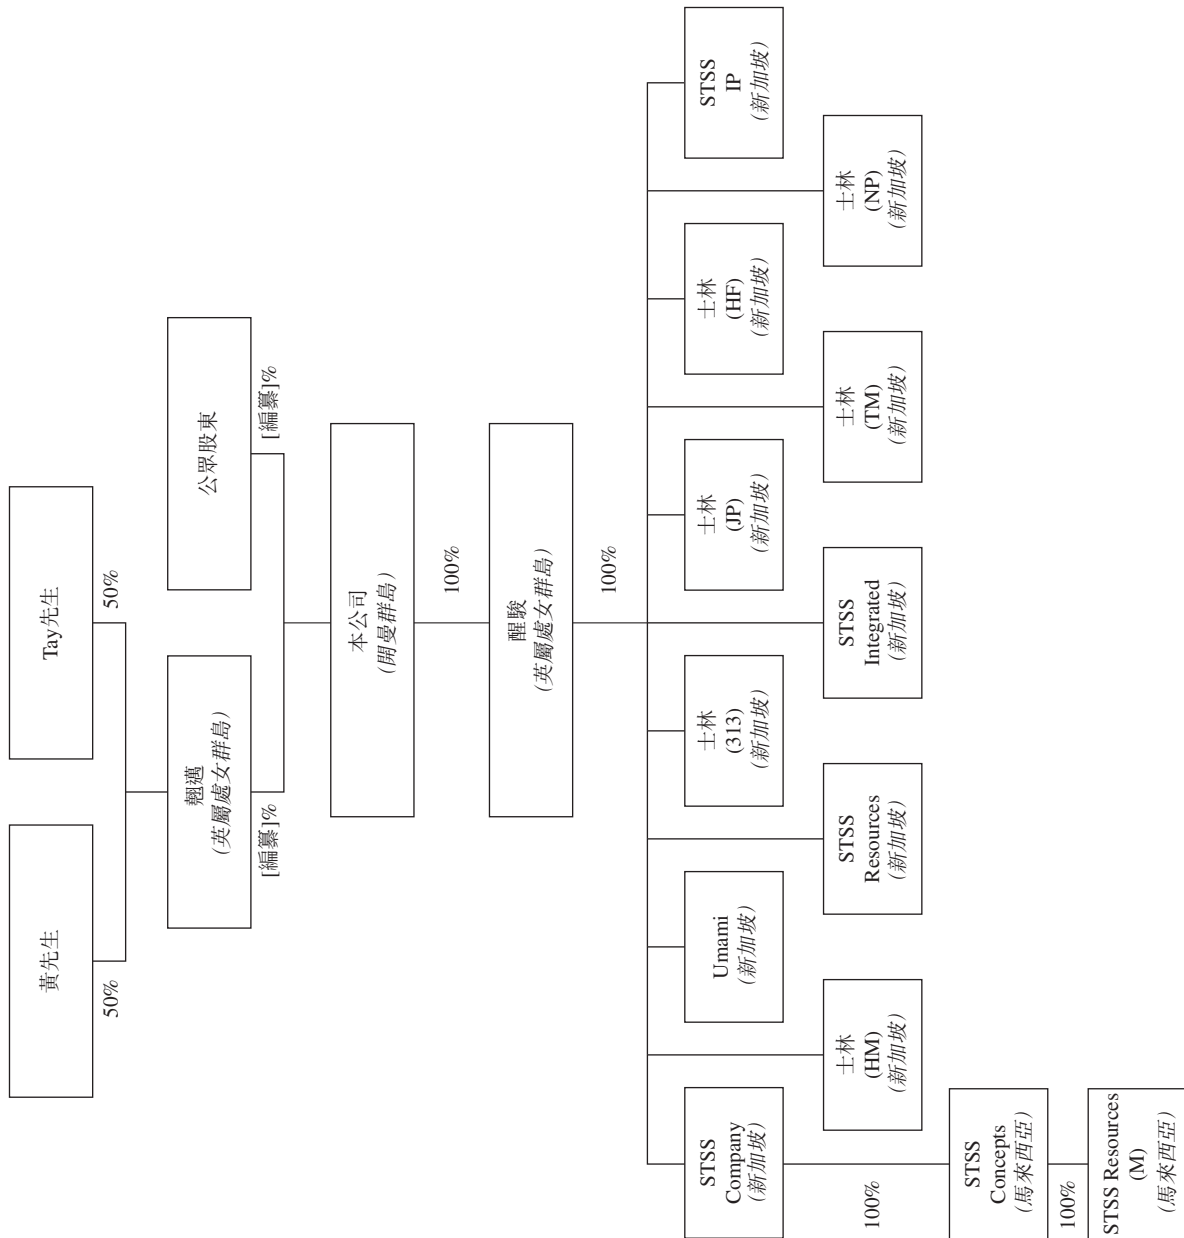 黃先生
Tay先生
50%
50%
翹邁
(英屬處女群島)
公眾股東
[編纂]%
[編纂]%
本公司
(開曼群島)
100%
醒駿
(英屬處女群島)
100%
STSS
Company
(新加坡)
Umami
(新加坡)
士林
(313)
(新加坡)
士林
(JP)
(新加坡)
士林
(HF)
(新加坡)
STSS
IP
(新加坡)
士林
(HM)
(新加坡)
STSS
Resources
(新加坡)
STSS
Integrated
(新加坡)
士林
(TM)
(新加坡)
士林
(NP)
(新加坡)
100%
STSS
Concepts
(馬來西亞)
100%
STSS Resources
(M)
(馬來西亞)